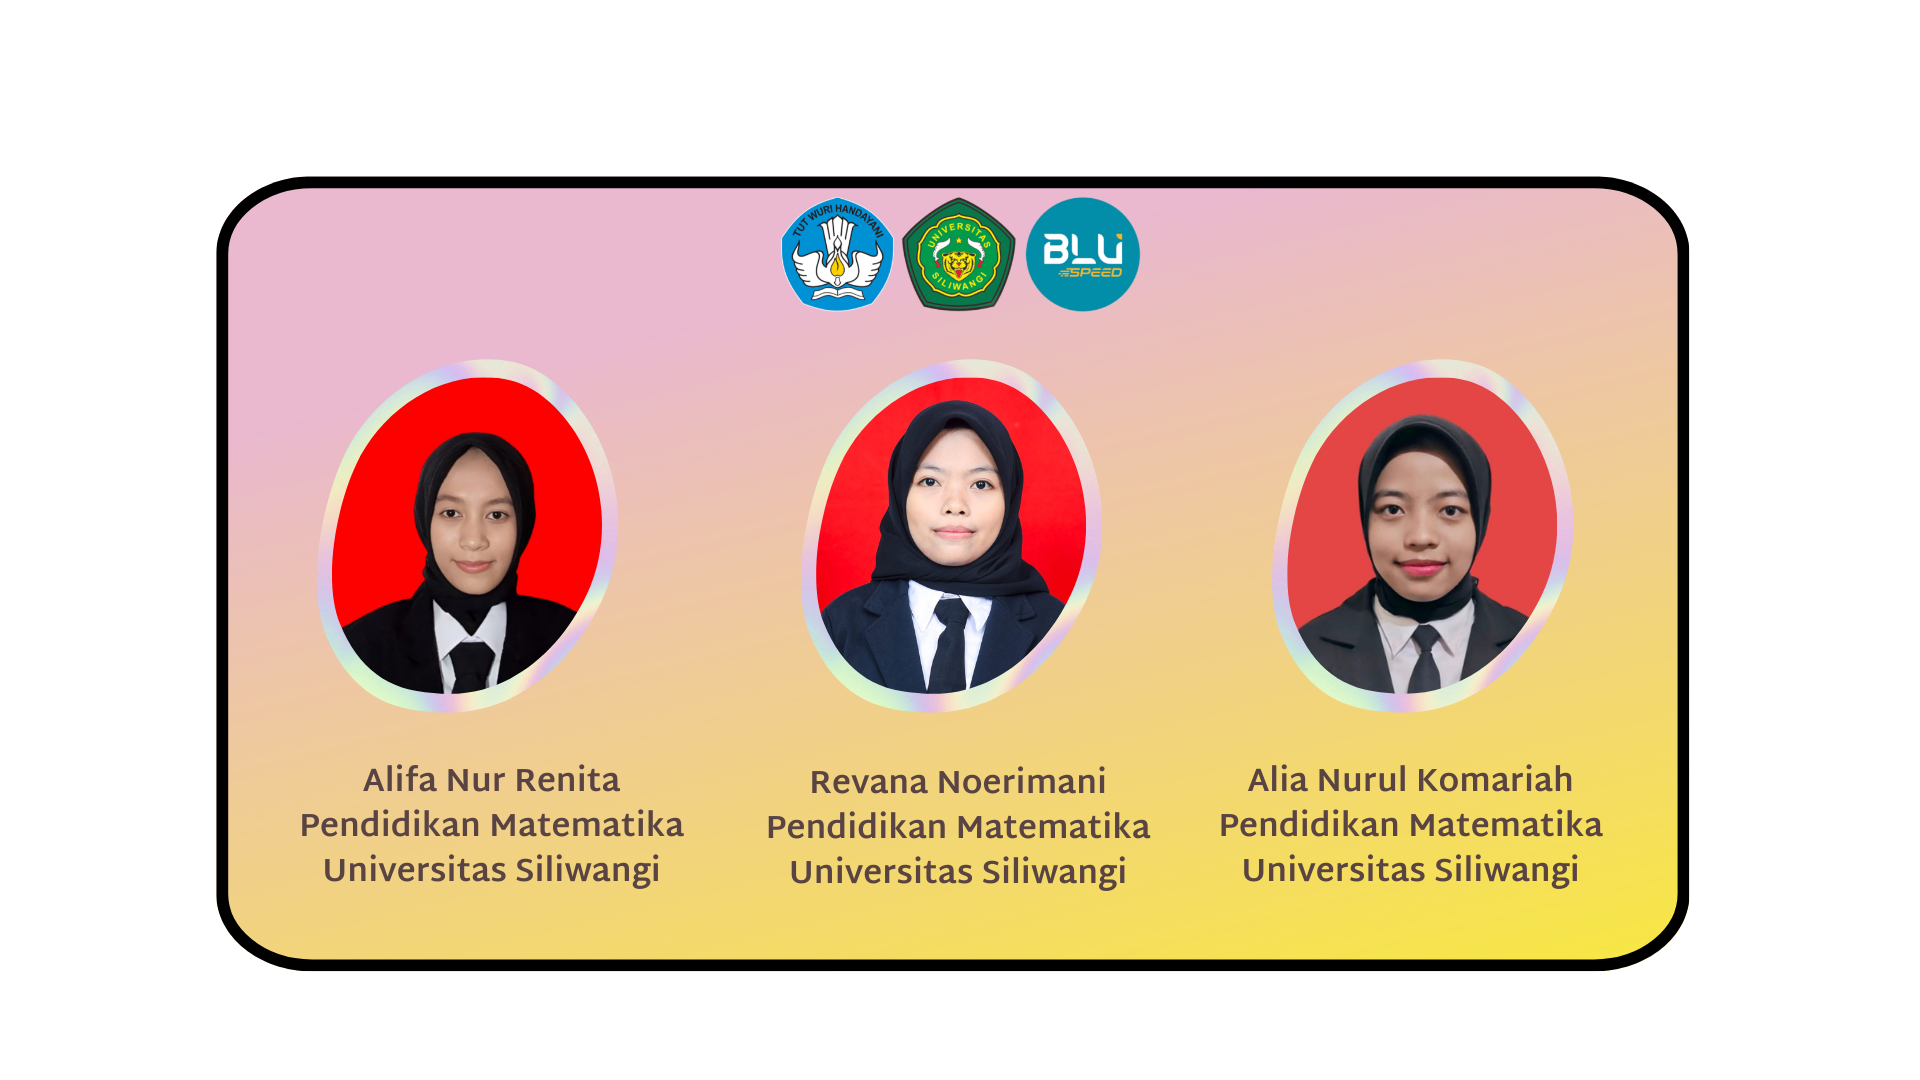 TUT WURI HANDAYANI
UNIVERSITAS
SILIWANGI
BLU
SPEED
Alifa Nur Renita
Pendidikan Matematika
Universitas Siliwangi
Revana Noerimani
Pendidikan Matematika
Universitas Siliwangi
Alia Nurul Komariah
Pendidikan Matematika
Universitas Siliwangi